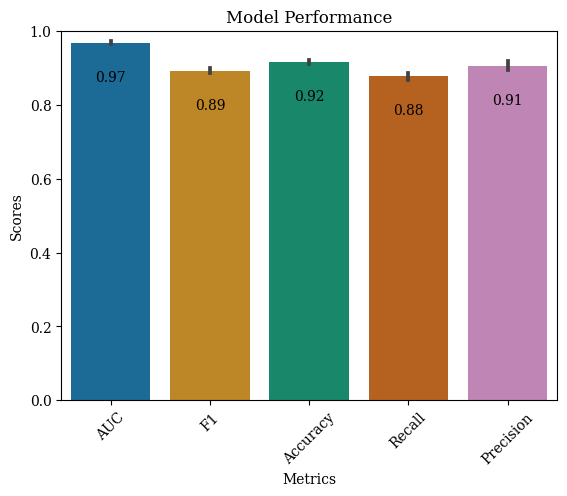 Model Performance
1.0
0.8
0.6
0.4
0.2
0.0
Scores
0.97
0.89
0.92
0.88
0.91
AUC
F1
Accuracy
Recall
Precision
Metrics